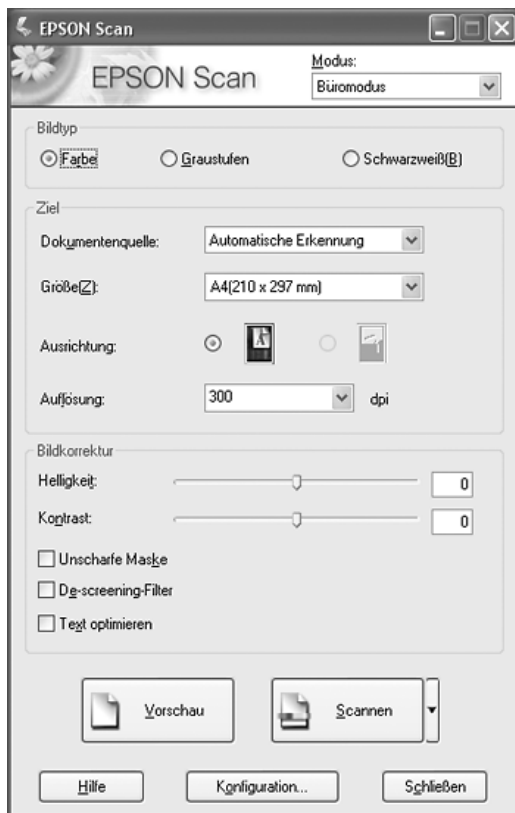 EPSON Scan
EPSON Scan
Modus:
Büromodus
Bildtyp
Farbe Graustufen Schwarzweiß(B)
Ziel
Dokumentenquelle: Automatische Erkennung
Größe(Z): A4(210 x 297 mm)
Ausrichtung:
Auflösung: 300 dpi
Bildkorrektur
Helligkeit: 0
Kontrast: 0
Unscharfe Maske
De-screening-Filter
Text optimieren
Vorschau Scannen
Hilfe Konfiguration... Schließen